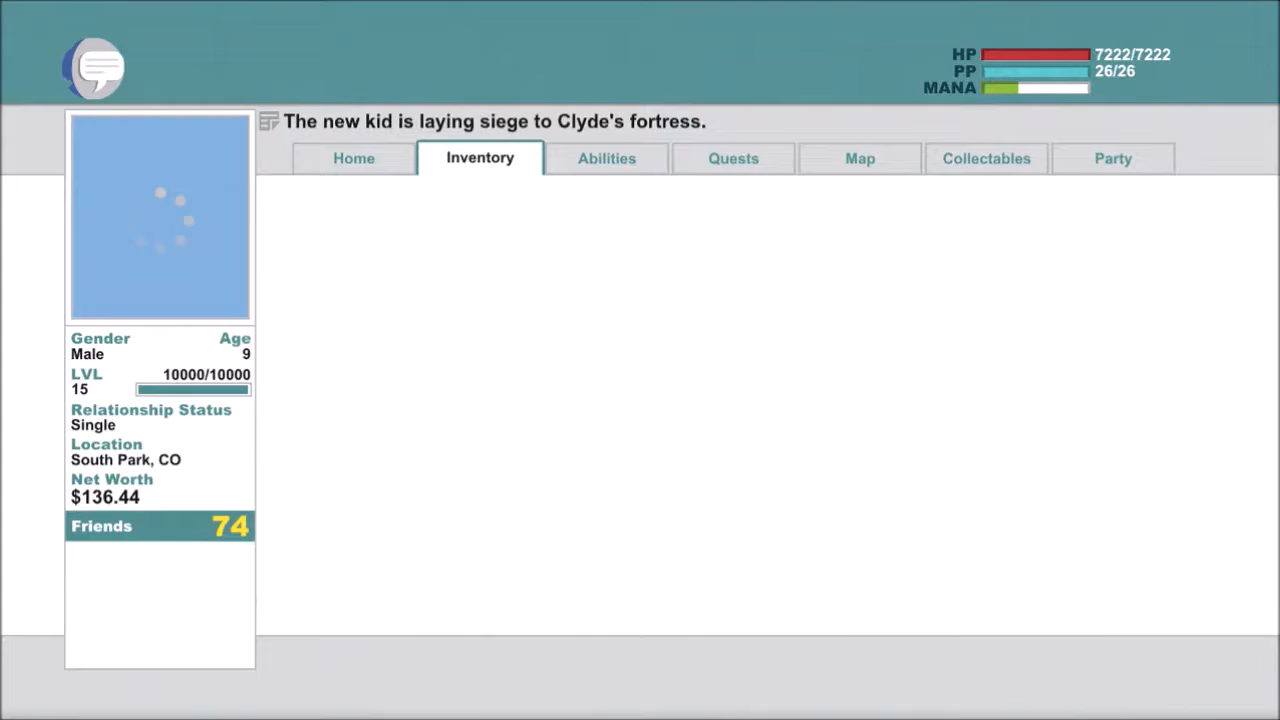 HP 7222/7222
PP 26/26
MANA
The new kid is laying siege to Clyde's fortress.
Home Inventory Abilities Quests Map Collectables Party
Gender Age
Male 9
LVL 10000/10000
15
Relationship Status
Single
Location
South Park, CO
Net Worth
$136.44
Friends 74